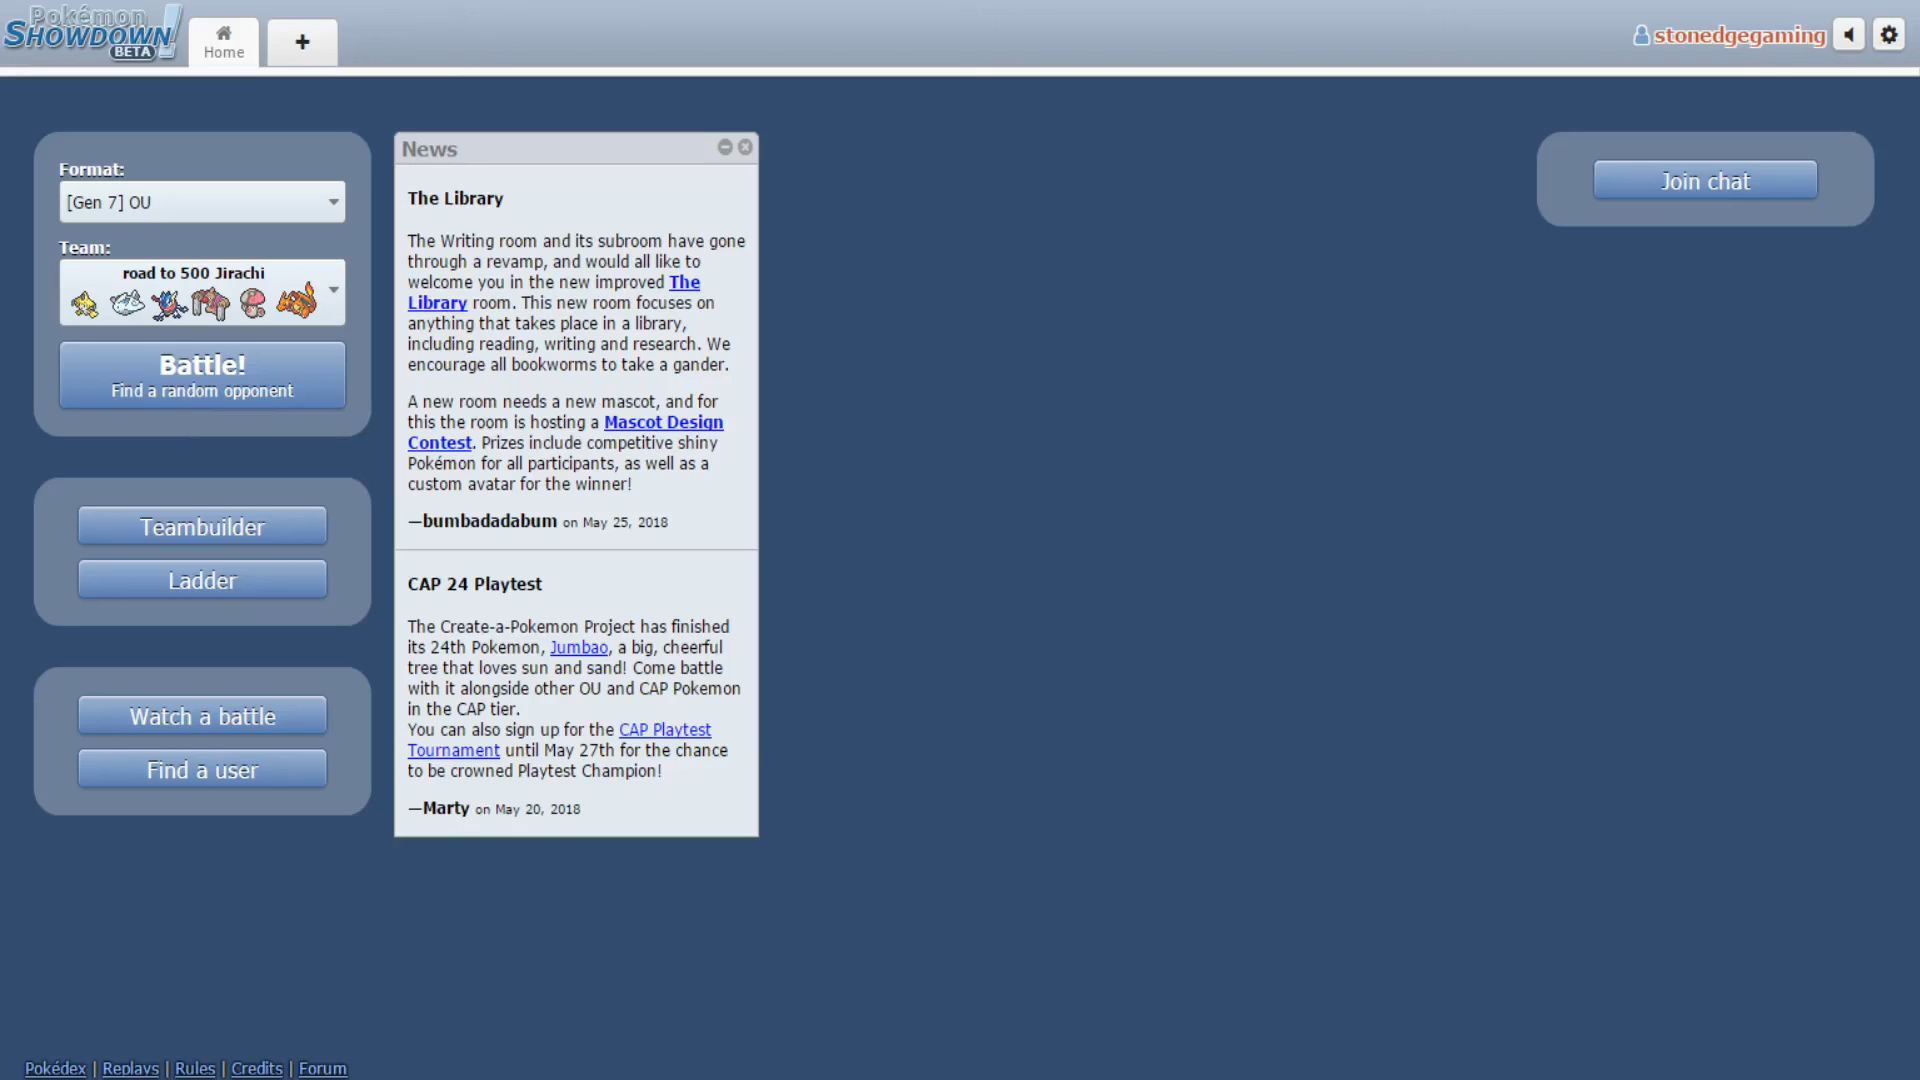 Pokémon
SHOWDOWN!
BETA
Home
+
stonedgegaming
Format:
[Gen 7] OU
Team:
road to 500 Jirachi
Battle!
Find a random opponent
Teambuilder
Ladder
Watch a battle
Find a user
News
The Library
The Writing room and its subroom have gone
through a revamp, and would all like to
welcome you in the new improved The
Library room. This new room focuses on
anything that takes place in a library,
including reading, writing and research. We
encourage all bookworms to take a gander.
A new room needs a new mascot, and for
this the room is hosting a Mascot Design
Contest. Prizes include competitive shiny
Pokémon for all participants, as well as a
custom avatar for the winner!
—bumbadadabum on May 25, 2018
CAP 24 Playtest
The Create-a-Pokemon Project has finished
its 24th Pokemon, Jumbao, a big, cheerful
tree that loves sun and sand! Come battle
with it alongside other OU and CAP Pokemon
in the CAP tier.
You can also sign up for the CAP Playtest
Tournament until May 27th for the chance
to be crowned Playtest Champion!
—Marty on May 20, 2018
Join chat
Pokédex | Replays | Rules | Credits | Forum